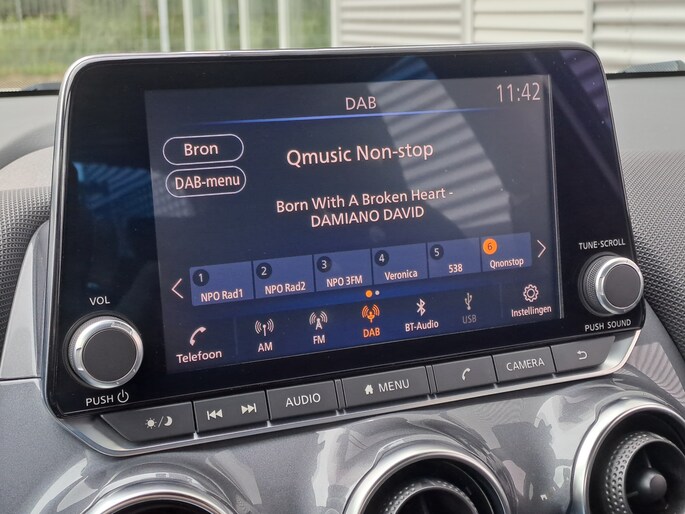 DAB
11:42
Bron
Qmusic Non-stop
DAB-menu
Born With A Broken Heart -
DAMIANO DAVID
1
NPO Rad1
2
NPO Rad2
3
NPO 3FM
4
Veronica
5
538
6
Qnonstop
Telefoon
AM
FM
DAB
BT-Audio
USB
Instellingen
VOL
PUSH
TUNE-SCROLL
PUSH SOUND
AUDIO
MENU
CAMERA